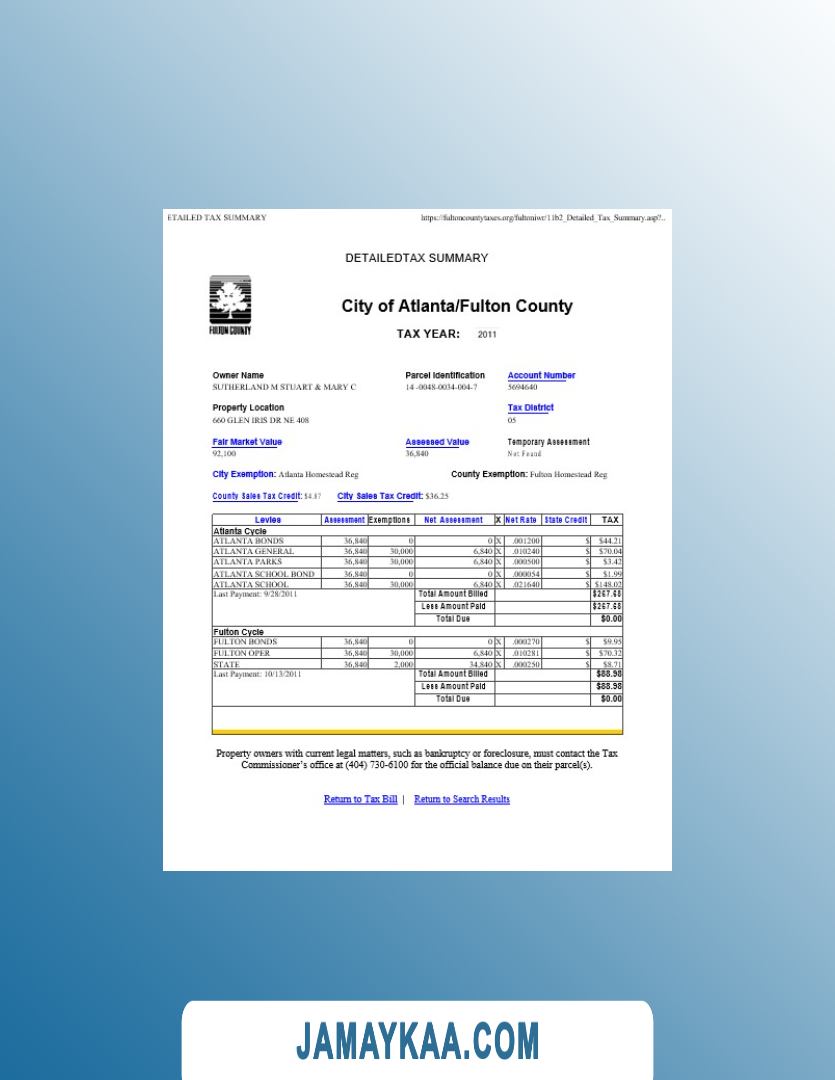 ETAILED TAX SUMMARY https://fultoncountytaxes.org/fultoniwr/11b2_Detailed_Tax_Summary.asp?..
DETAILEDTAX SUMMARY
FULTON COUNTY
City of Atlanta/Fulton County
TAX YEAR: 2011
Owner Name Parcel Identification Account Number
SUTHERLAND M STUART & MARY C 14 -0048-0034-004-7 5694640
Property Location Tax District
660 GLEN IRIS DR NE 408 05
Fair Market Value Assessed Value Temporary Assessment
92,100 36,840 Not Found
City Exemption: Atlanta Homestead Reg County Exemption: Fulton Homestead Reg
County Sales Tax Credit: $4.87 City Sales Tax Credit: $36.25
Levies Assessment Exemptions Net Assessment X Net Rate State Credit TAX
Atlanta Cycle
ATLANTA BONDS 36,840 0 0 X .001200 $ $44.21
ATLANTA GENERAL 36,840 30,000 6,840 X .010240 $ $70.04
ATLANTA PARKS 36,840 30,000 6,840 X .000500 $ $3.42
ATLANTA SCHOOL BOND 36,840 0 0 X .000054 $ $1.99
ATLANTA SCHOOL 36,840 30,000 6,840 X .021640 $ $148.02
Last Payment: 9/28/2011 Total Amount Billed $267.68
Less Amount Paid $267.68
Total Due $0.00
Fulton Cycle
FULTON BONDS 36,840 0 0 X .000270 $ $9.95
FULTON OPER 36,840 30,000 6,840 X .010281 $ $70.32
STATE 36,840 2,000 34,840 X .000250 $ $8.71
Last Payment: 10/13/2011 Total Amount Billed $88.98
Less Amount Paid $88.98
Total Due $0.00
Property owners with current legal matters, such as bankruptcy or foreclosure, must contact the Tax
Commissioner's office at (404) 730-6100 for the official balance due on their parcel(s).
Return to Tax Bill | Return to Search Results
JAMAYKAA.COM